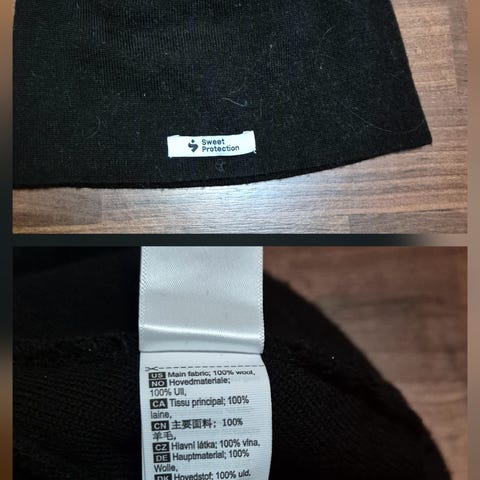 Sweet
Protection
US Main fabric; 100% wool,
NO Hovedmateriale;
100% Ull,
CA Tissu principal; 100%
laine,
CN 主要面料；100%
羊毛,
CZ Hlavní látka; 100% vlna,
DE Hauptmaterial; 100%
Wolle,
DK Hovedstof; 100% uld.